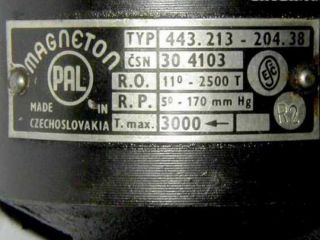 MAGNETON
PAL
MADE IN
CZECHOSLOVAKIA
TYP 443.213 - 204.38
ČSN 30 4103
R.O. 11º - 2500 T
R.P. 5º - 170 mm Hg
T. max. 3000 ←
R2